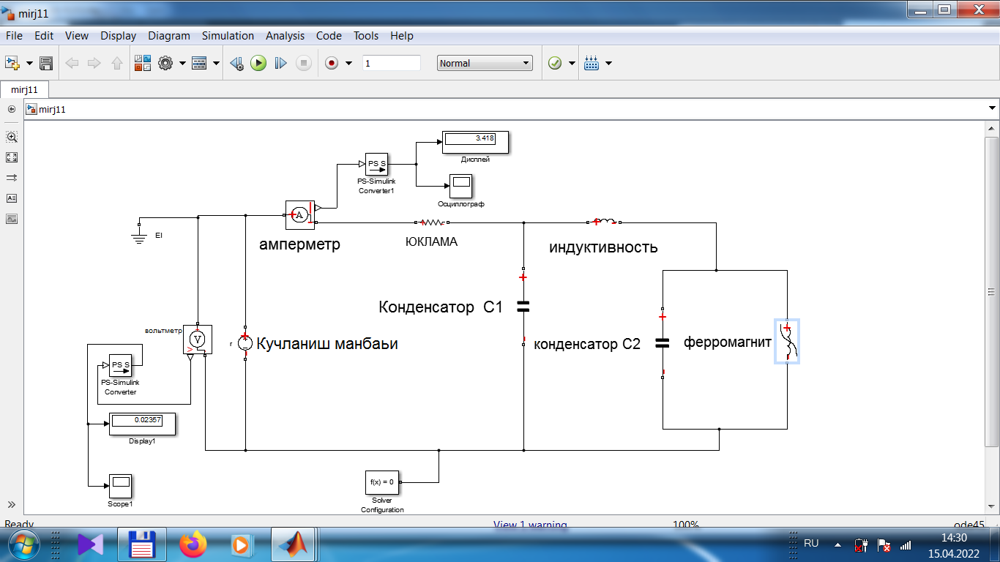 mirj11
File Edit View Display Diagram Simulation Analysis Code Tools Help
1
Normal
mirj11
mirj11
3.418
Дисплей
PS S
PS-Simulink
Converter1
Осциллограф
A
амперметр
ЮКЛАМА
индуктивность
El
Конденсатор С1
вольтметр
V
r
Кучланиш манбаьи
конденсатор С2
ферромагнит
PS S
PS-Simulink
Converter
0.02357
Display1
Scope1
f(x) = 0
Solver
Configuration
Ready
View 1 warning
100%
ode45
RU
14:30
15.04.2022